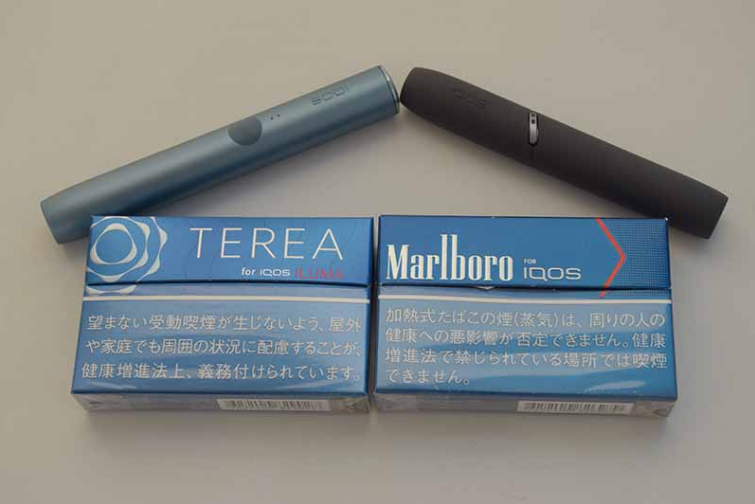 IQOS
IQOS
TEREA
for IQOS ILUMA
望まない受動喫煙が生じないよう、屋外
や家庭でも周囲の状況に配慮することが、
健康増進法上、義務付けられています。
Marlboro FOR IQOS
加熱式たばこの煙(蒸気)は、周りの人の
健康への悪影響が否定できません。健康
増進法で禁じられている場所では喫煙
できません。